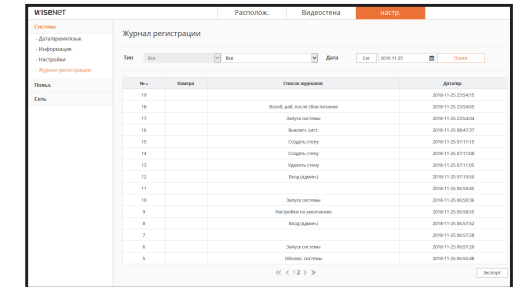 WISENET Располож. Видеостена настр.
Система
- Дата/время/язык
- Информация
- Настройки
- Журнал регистрации
Польз.
Сеть
Журнал регистрации
Тип Все Все Дата Сег 2018.11.25 Поиск
№ Камера Список журналов Дата/вр.
19 2018-11-25 23:54:15
18 Возоб. раб. после сбоя питания 2018-11-25 23:54:05
17 Запуск системы 2018-11-25 23:54:04
16 Выключ. сист. 2018-11-25 08:47:37
15 Создать стену 2018-11-25 07:11:15
14 Создать стену 2018-11-25 07:11:08
13 Удалить стену 2018-11-25 07:11:05
12 Вход (админ.) 2018-11-25 07:10:50
11 2018-11-25 06:59:45
10 Запуск системы 2018-11-25 06:59:36
9 Настройки по умолчанию 2018-11-25 06:58:55
8 Вход (админ.) 2018-11-25 06:57:52
7 2018-11-25 06:57:28
6 Запуск системы 2018-11-25 06:57:20
5 Обновл. системы 2018-11-25 06:55:48
<< < 1 2 > >> Экспорт